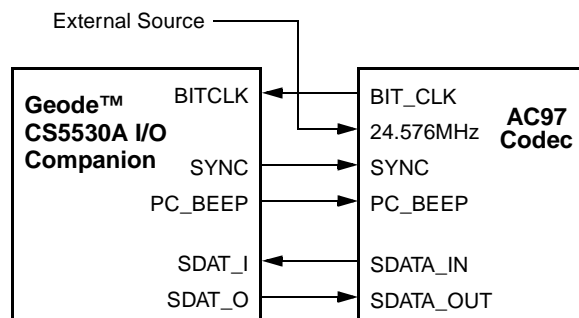 External Source
Geode™
CS5530A I/O
Companion
BITCLK
SYNC
PC_BEEP
SDAT_I
SDAT_O
BIT_CLK
24.576MHz
SYNC
PC_BEEP
SDATA_IN
SDATA_OUT
AC97
Codec